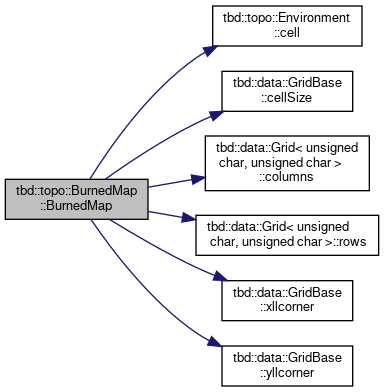 tbd::topo::Environment
::cell
tbd::data::GridBase
::cellSize
tbd::data::Grid< unsigned
char, unsigned char >
::columns
tbd::topo::BurnedMap
::BurnedMap
tbd::data::Grid< unsigned
char, unsigned char >::rows
tbd::data::GridBase
::xllcorner
tbd::data::GridBase
::yllcorner